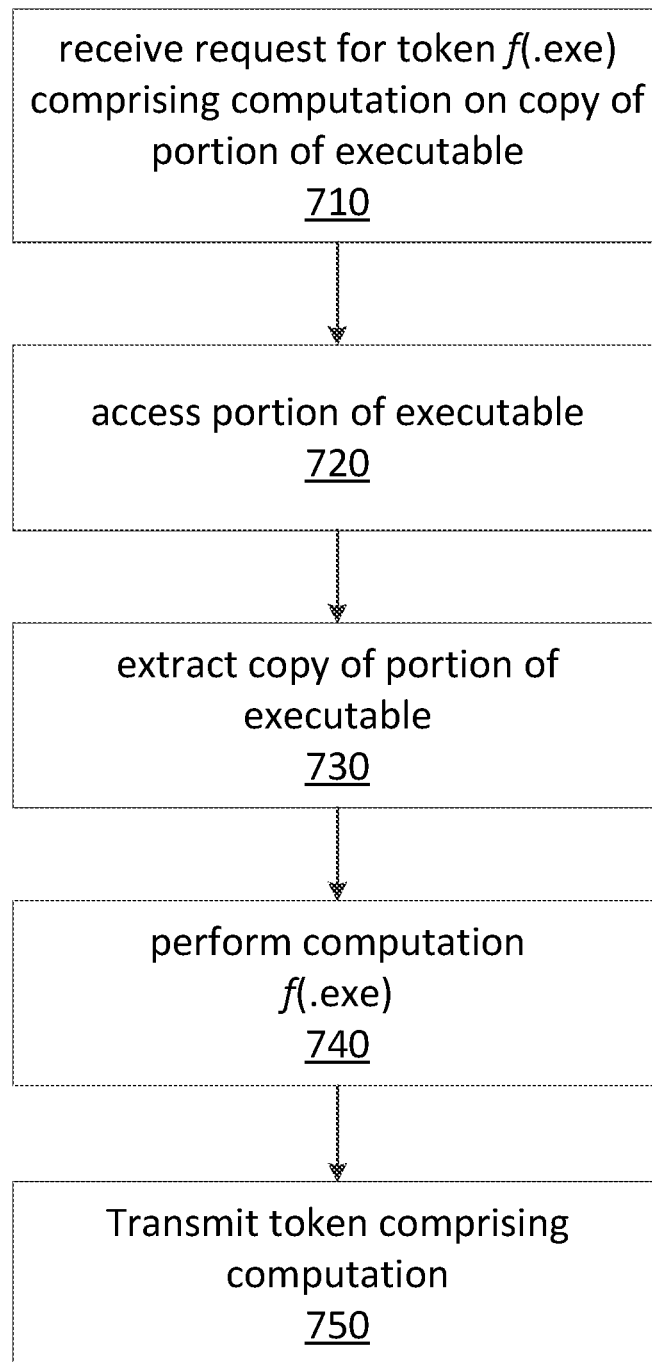 receive request for token f(.exe)
comprising computation on copy of
portion of executable
710
access portion of executable
720
extract copy of portion of
executable
730
perform computation
f(.exe)
740
Transmit token comprising
computation
750